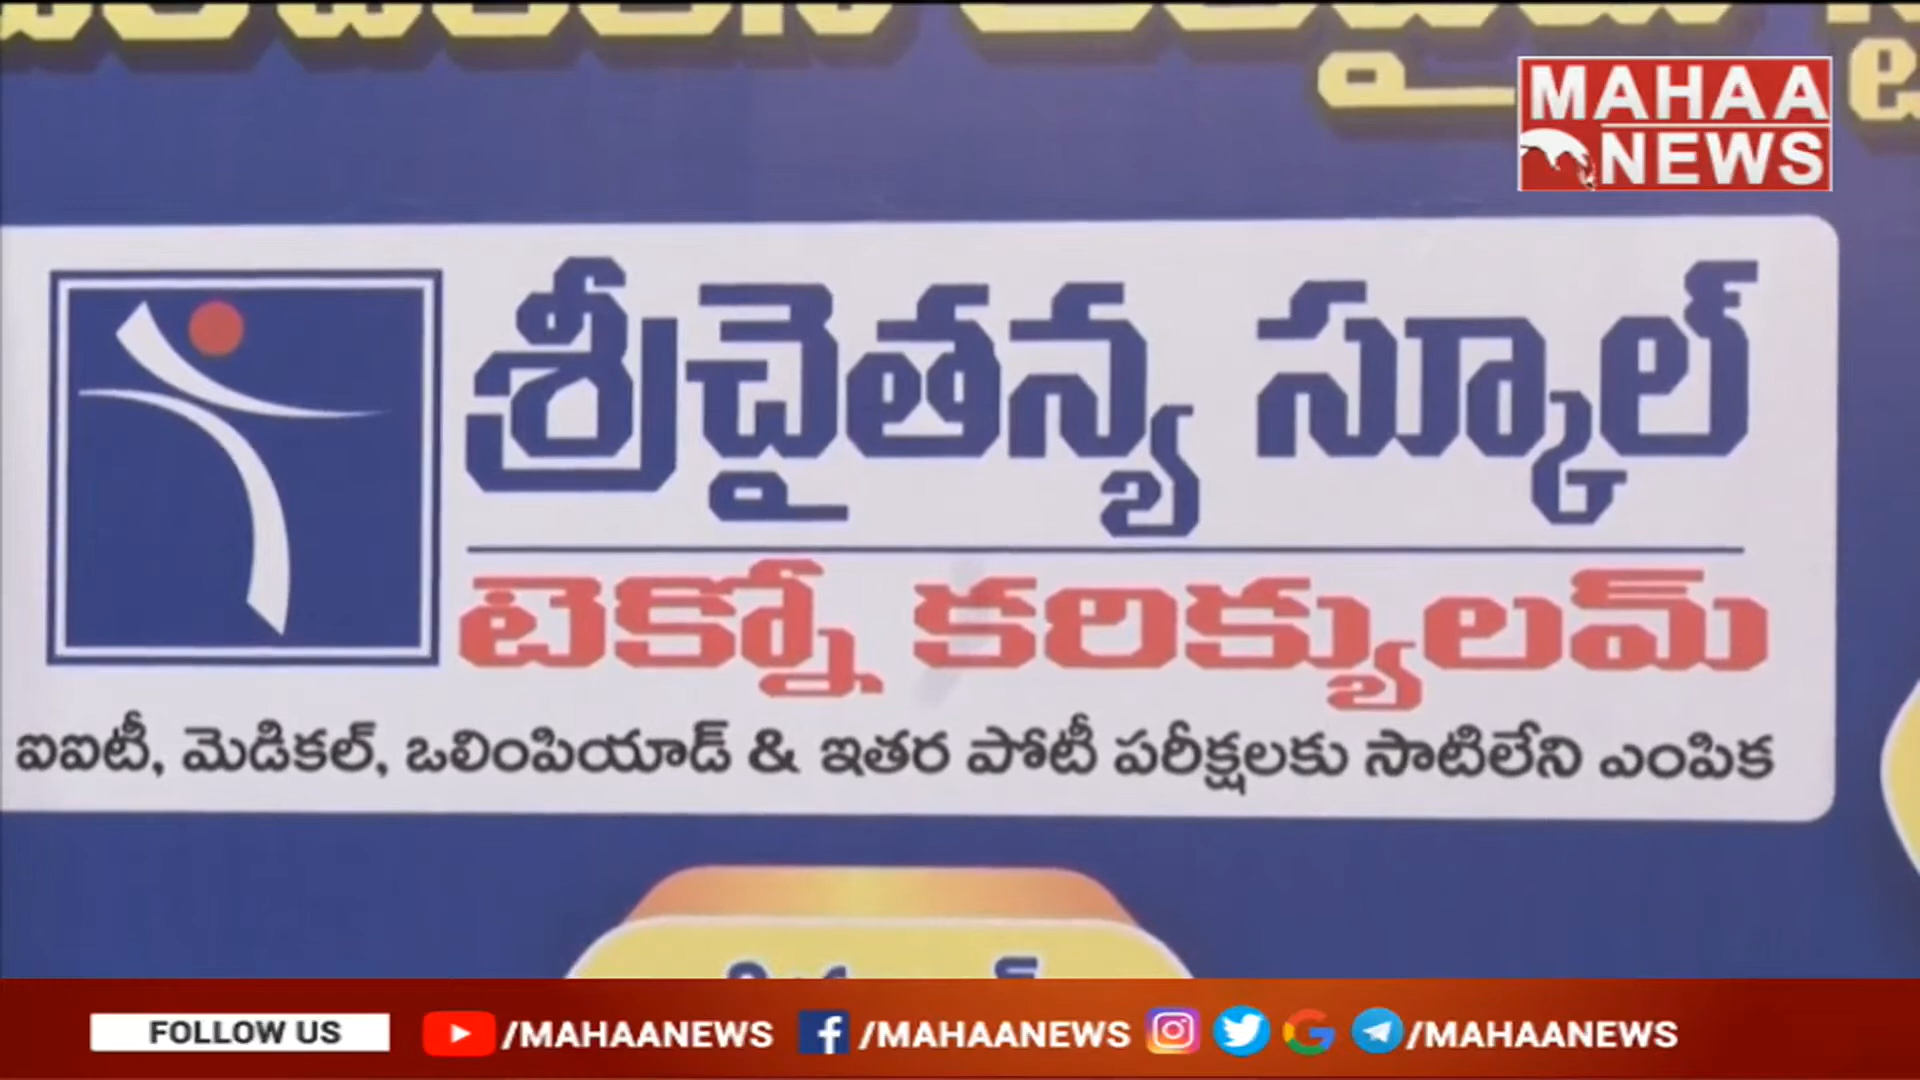 MAHAA
NEWS
శ్రీచైతన్య స్కూల్
టెక్నో కరిక్యులమ్
ఐఐటీ, మెడికల్, ఒలింపియాడ్ & ఇతర పోటీ పరీక్షలకు సాటిలేని ఎంపిక
FOLLOW US /MAHAANEWS /MAHAANEWS /MAHAANEWS